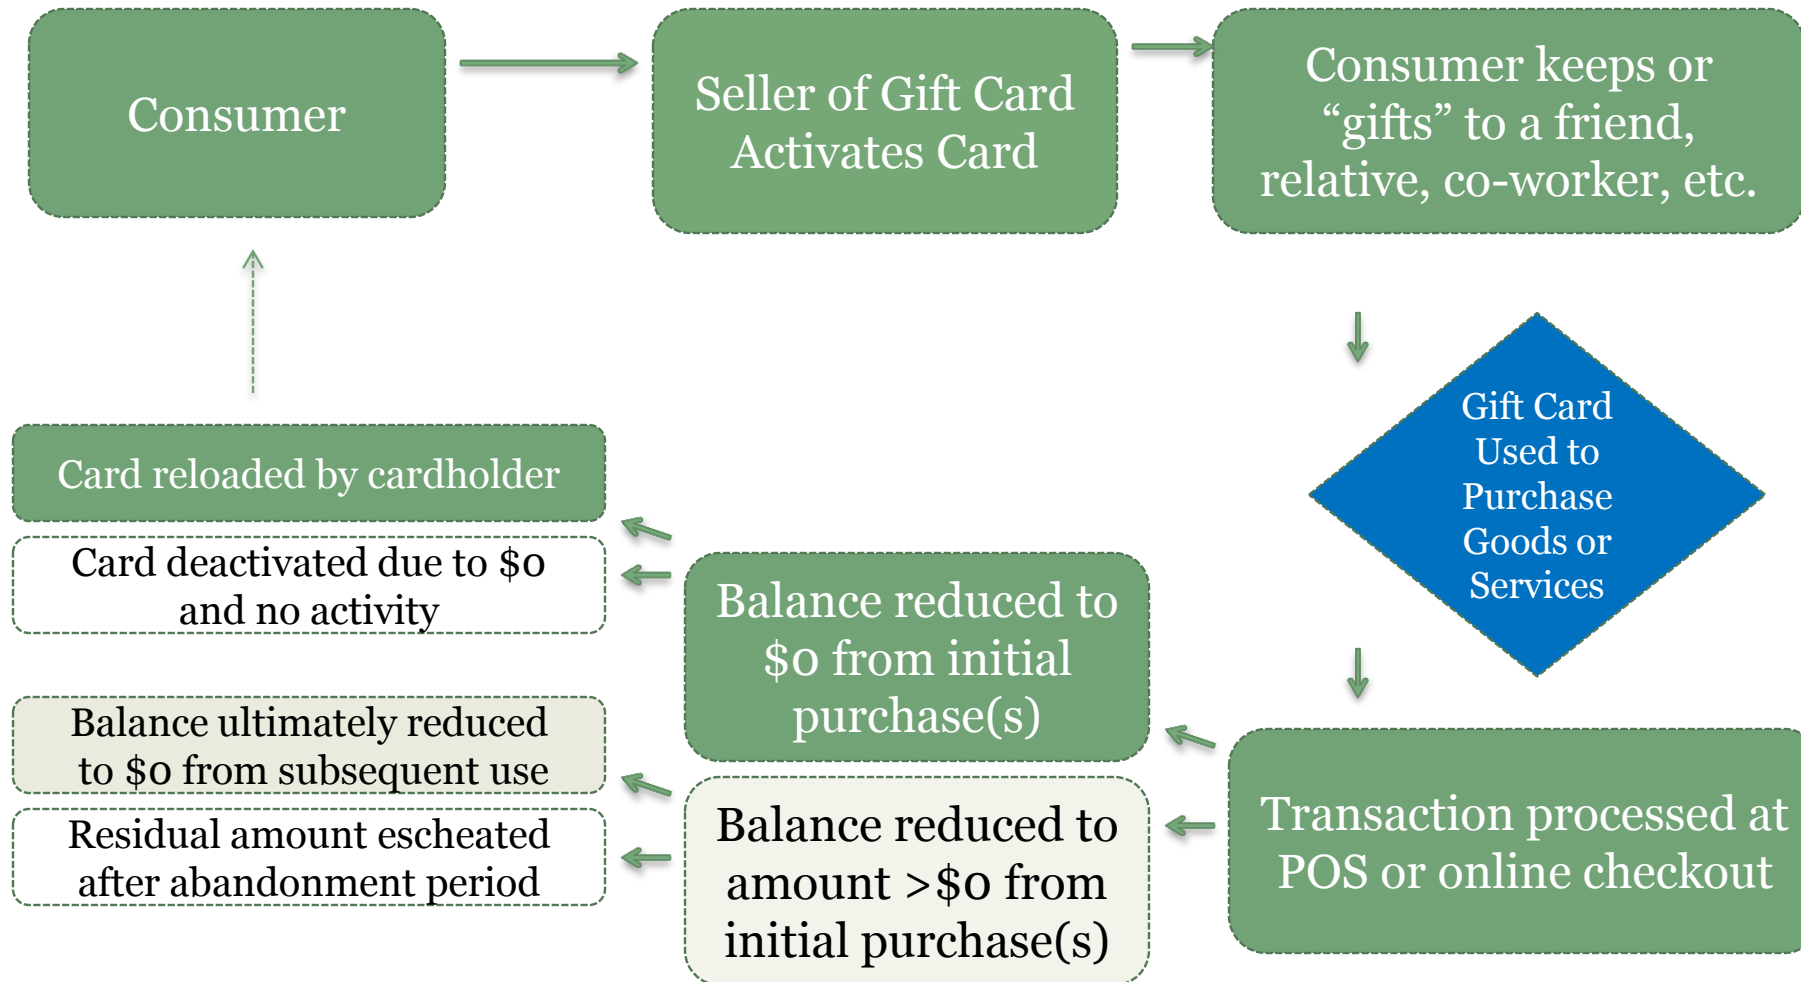 Consumer
Seller of Gift Card
Activates Card
Consumer keeps or
“gifts” to a friend,
relative, co-worker, etc.
Gift Card
Used to
Purchase
Goods or
Services
Transaction processed at
POS or online checkout
Balance reduced to
$0 from initial
purchase(s)
Balance reduced to
amount >$0 from
initial purchase(s)
Card reloaded by cardholder
Card deactivated due to $0
and no activity
Balance ultimately reduced
to $0 from subsequent use
Residual amount escheated
after abandonment period